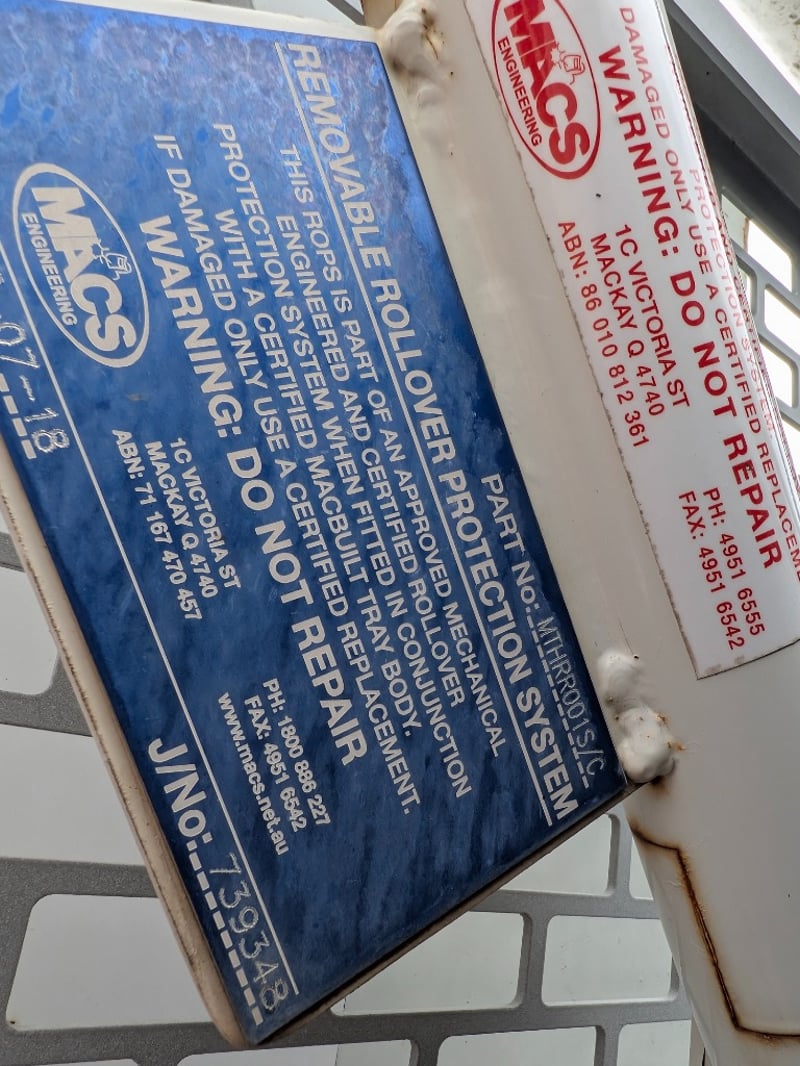 REMOVABLE ROLLOVER PROTECTION SYSTEM
PART No: MTHRR001S/C
THIS ROPS IS PART OF AN APPROVED MECHANICAL
ENGINEERED AND CERTIFIED ROLLOVER
PROTECTION SYSTEM WHEN FITTED IN CONJUNCTION
WITH A CERTIFIED MACBUILT TRAY BODY.
IF DAMAGED ONLY USE A CERTIFIED REPLACEMENT.
WARNING: DO NOT REPAIR
MACS
ENGINEERING
1C VICTORIA ST
MACKAY Q 4740
ABN: 71 167 470 457
PH: 1800 886 227
FAX: 4951 6542
www.macs.net.au
07-18
J/No: 739348
PROTECTION SYSTEM
DAMAGED ONLY USE A CERTIFIED REPLACEME
WARNING: DO NOT REPAIR
MACS
ENGINEERING
1C VICTORIA ST
MACKAY Q 4740
ABN: 86 010 812 361
PH: 4951 6555
FAX: 4951 6542